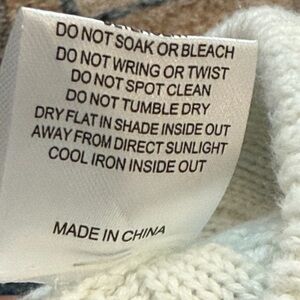 DO NOT SOAK OR BLEACH
DO NOT WRING OR TWIST
DO NOT SPOT CLEAN
DO NOT TUMBLE DRY
DRY FLAT IN SHADE INSIDE OUT
AWAY FROM DIRECT SUNLIGHT
COOL IRON INSIDE OUT
MADE IN CHINA